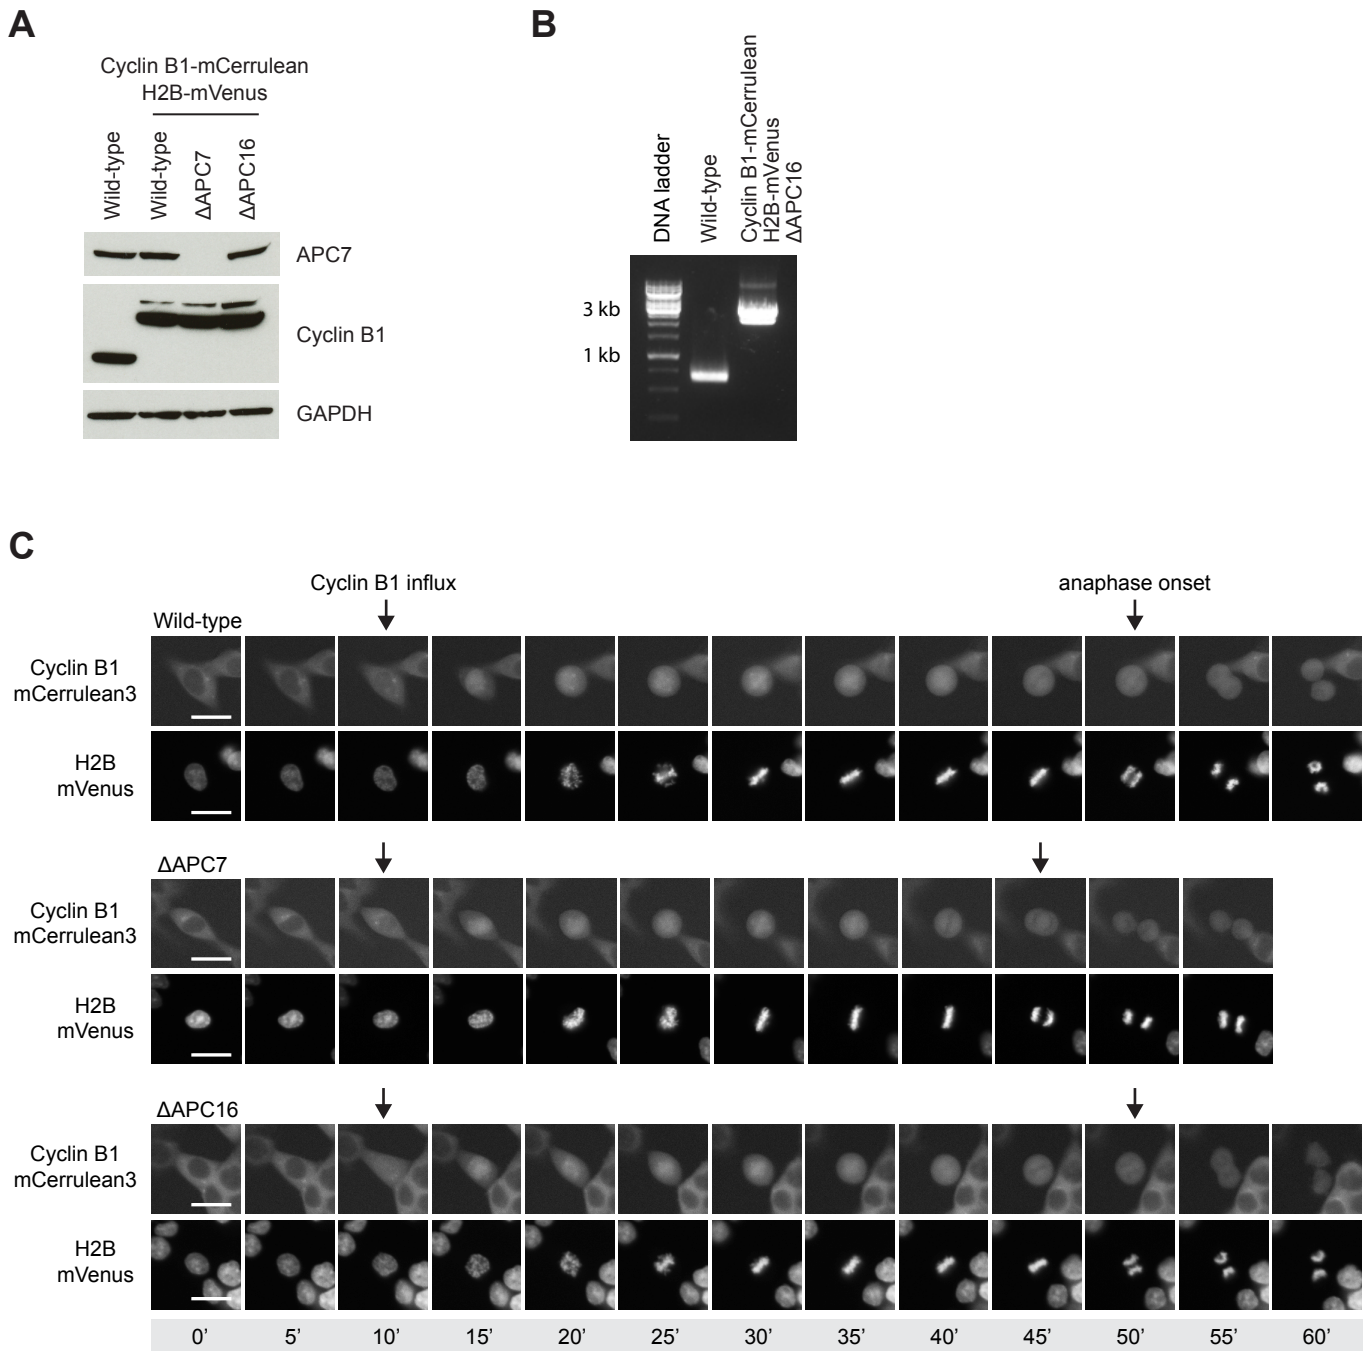 A
Cyclin B1-mCerrulean
H2B-mVenus
Wild-type
Wild-type
ΔAPC7
ΔAPC16
APC7
Cyclin B1
GAPDH
B
DNA ladder
Wild-type
Cyclin B1-mCerrulean
H2B-mVenus
ΔAPC16
3 kb
1 kb
C
Cyclin B1 influx
anaphase onset
Wild-type
Cyclin B1
mCerrulean3
H2B
mVenus
ΔAPC7
Cyclin B1
mCerrulean3
H2B
mVenus
ΔAPC16
Cyclin B1
mCerrulean3
H2B
mVenus
0’ 5’ 10’ 15’ 20’ 25’ 30’ 35’ 40’ 45’ 50’ 55’ 60’